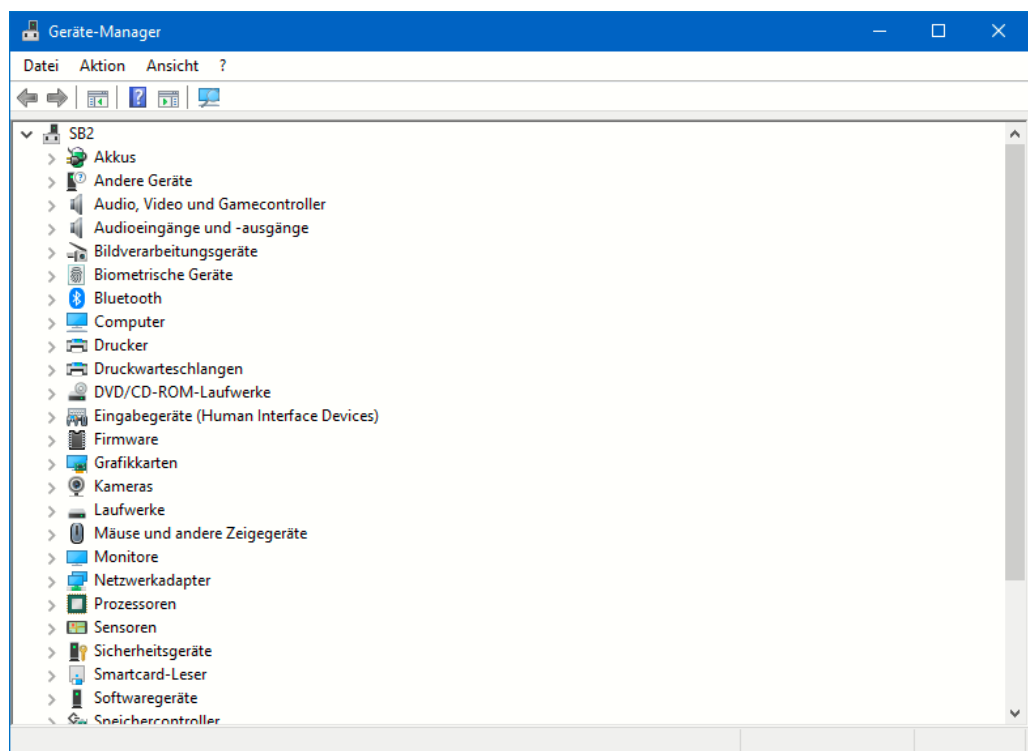 Geräte-Manager
Datei Aktion Ansicht ?
SB2
Akkus
Andere Geräte
Audio, Video und Gamecontroller
Audioeingänge und -ausgänge
Bildverarbeitungsgeräte
Biometrische Geräte
Bluetooth
Computer
Drucker
Druckwarteschlangen
DVD/CD-ROM-Laufwerke
Eingabegeräte (Human Interface Devices)
Firmware
Grafikkarten
Kameras
Laufwerke
Mäuse und andere Zeigegeräte
Monitore
Netzwerkadapter
Prozessoren
Sensoren
Sicherheitsgeräte
Smartcard-Leser
Softwaregeräte
Speichercontroller